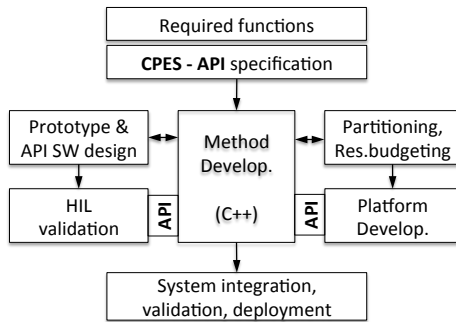 Required functions
CPES - API specification
Prototype &
API SW design
Method
Develop.
(C++)
Partitioning,
Res.budgeting
HIL
validation
API
API
Platform
Develop.
System integration,
validation, deployment